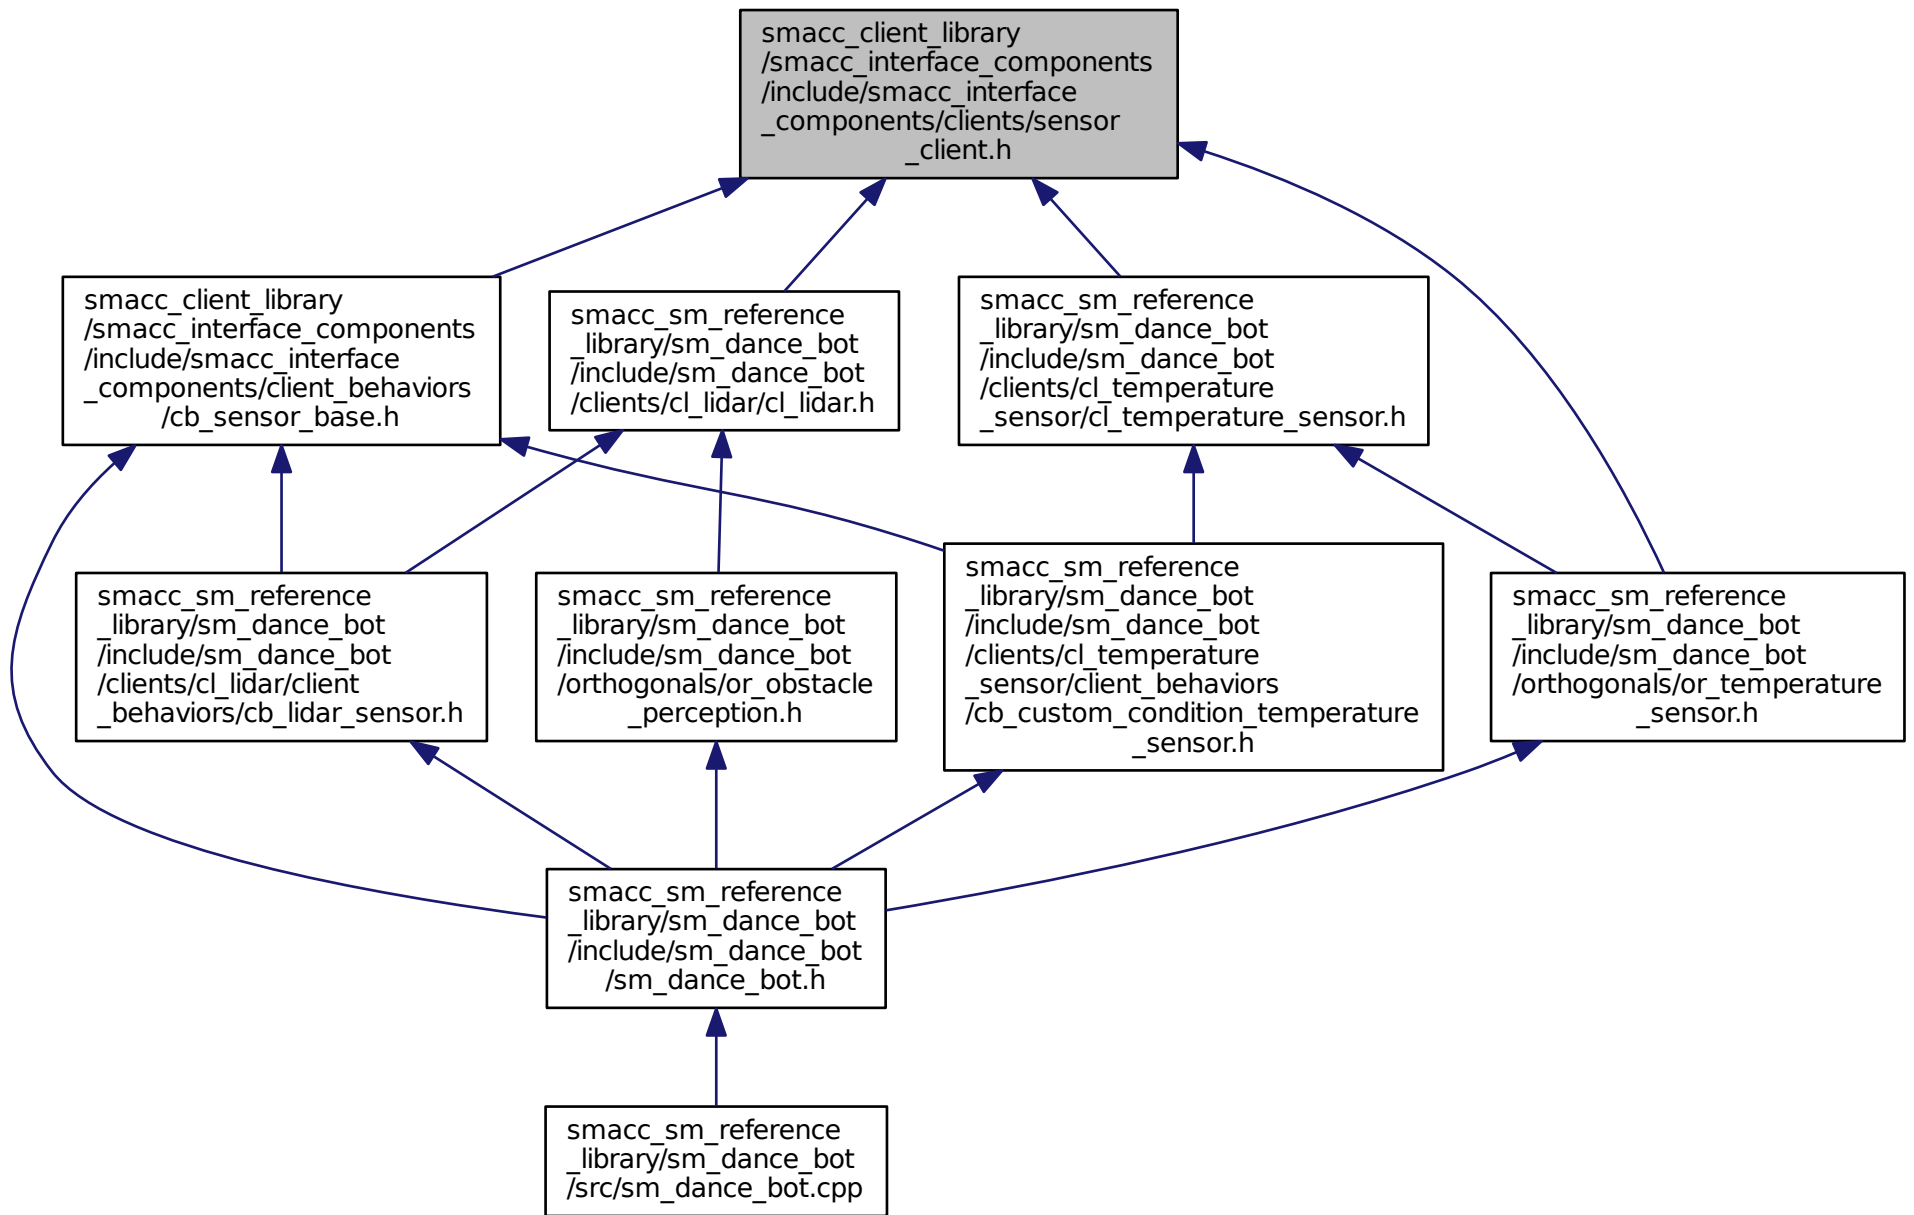 smacc_client_library
/smacc_interface_components
/include/smacc_interface
_components/clients/sensor
_client.h
smacc_client_library
/smacc_interface_components
/include/smacc_interface
_components/client_behaviors
/cb_sensor_base.h
smacc_sm_reference
_library/sm_dance_bot
/include/sm_dance_bot
/clients/cl_lidar/cl_lidar.h
smacc_sm_reference
_library/sm_dance_bot
/include/sm_dance_bot
/clients/cl_temperature
_sensor/cl_temperature_sensor.h
smacc_sm_reference
_library/sm_dance_bot
/include/sm_dance_bot
/clients/cl_lidar/client
_behaviors/cb_lidar_sensor.h
smacc_sm_reference
_library/sm_dance_bot
/include/sm_dance_bot
/orthogonals/or_obstacle
_perception.h
smacc_sm_reference
_library/sm_dance_bot
/include/sm_dance_bot
/clients/cl_temperature
_sensor/client_behaviors
/cb_custom_condition_temperature
_sensor.h
smacc_sm_reference
_library/sm_dance_bot
/include/sm_dance_bot
/orthogonals/or_temperature
_sensor.h
smacc_sm_reference
_library/sm_dance_bot
/include/sm_dance_bot
/sm_dance_bot.h
smacc_sm_reference
_library/sm_dance_bot
/src/sm_dance_bot.cpp